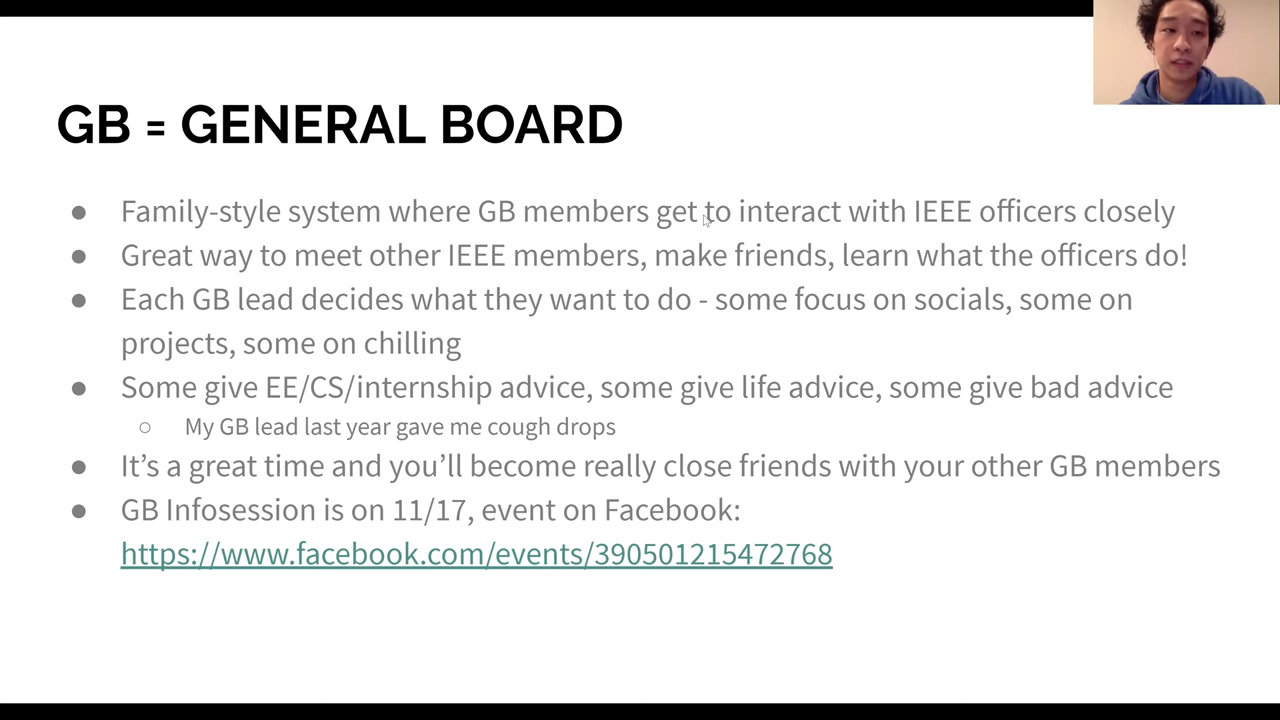 GB = GENERAL BOARD
● Family-style system where GB members get to interact with IEEE officers closely
● Great way to meet other IEEE members, make friends, learn what the officers do!
● Each GB lead decides what they want to do - some focus on socials, some on
projects, some on chilling
● Some give EE/CS/internship advice, some give life advice, some give bad advice
○ My GB lead last year gave me cough drops
● It’s a great time and you’ll become really close friends with your other GB members
● GB Infosession is on 11/17, event on Facebook:
https://www.facebook.com/events/390501215472768